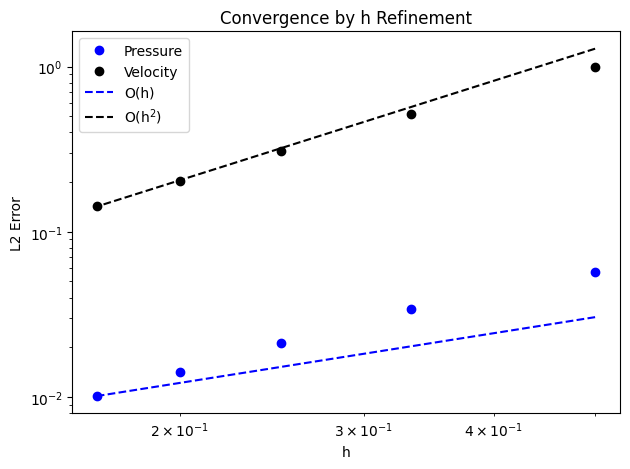 Convergence by h Refinement
Pressure
Velocity
O(h)
O(h²)
L2 Error
10⁰
10⁻¹
10⁻²
2 × 10⁻¹
3 × 10⁻¹
4 × 10⁻¹
h